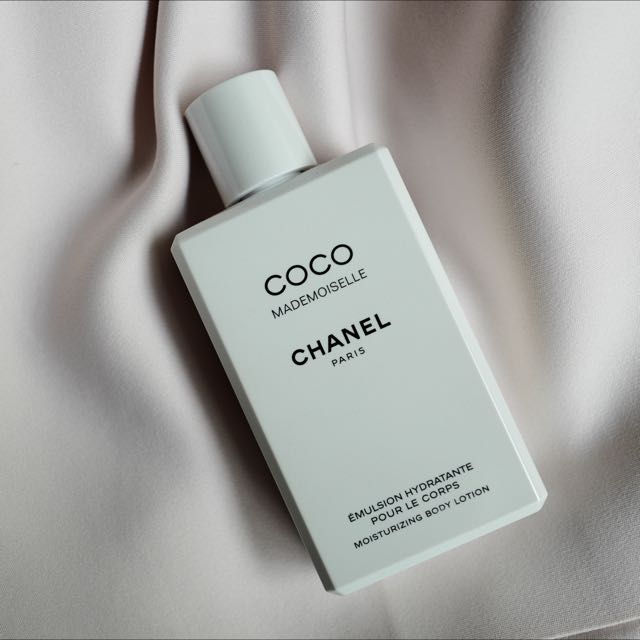 COCO
MADEMOISELLE
CHANEL
PARIS
ÉMULSION HYDRATANTE
POUR LE CORPS
MOISTURIZING BODY LOTION